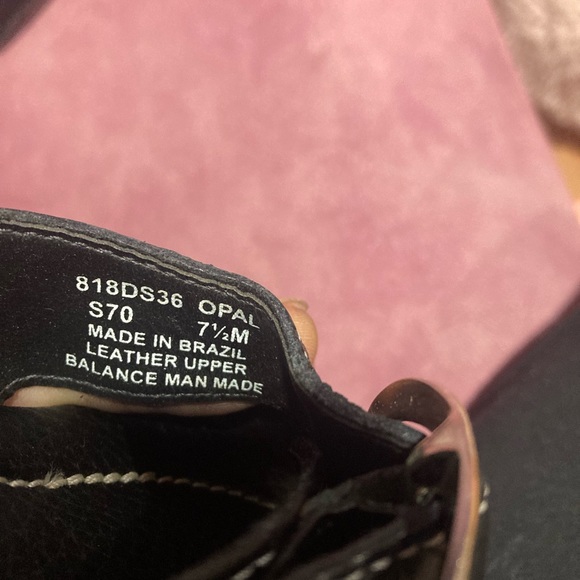 818DS36 OPAL
S70 7½M
MADE IN BRAZIL
LEATHER UPPER
BALANCE MAN MADE